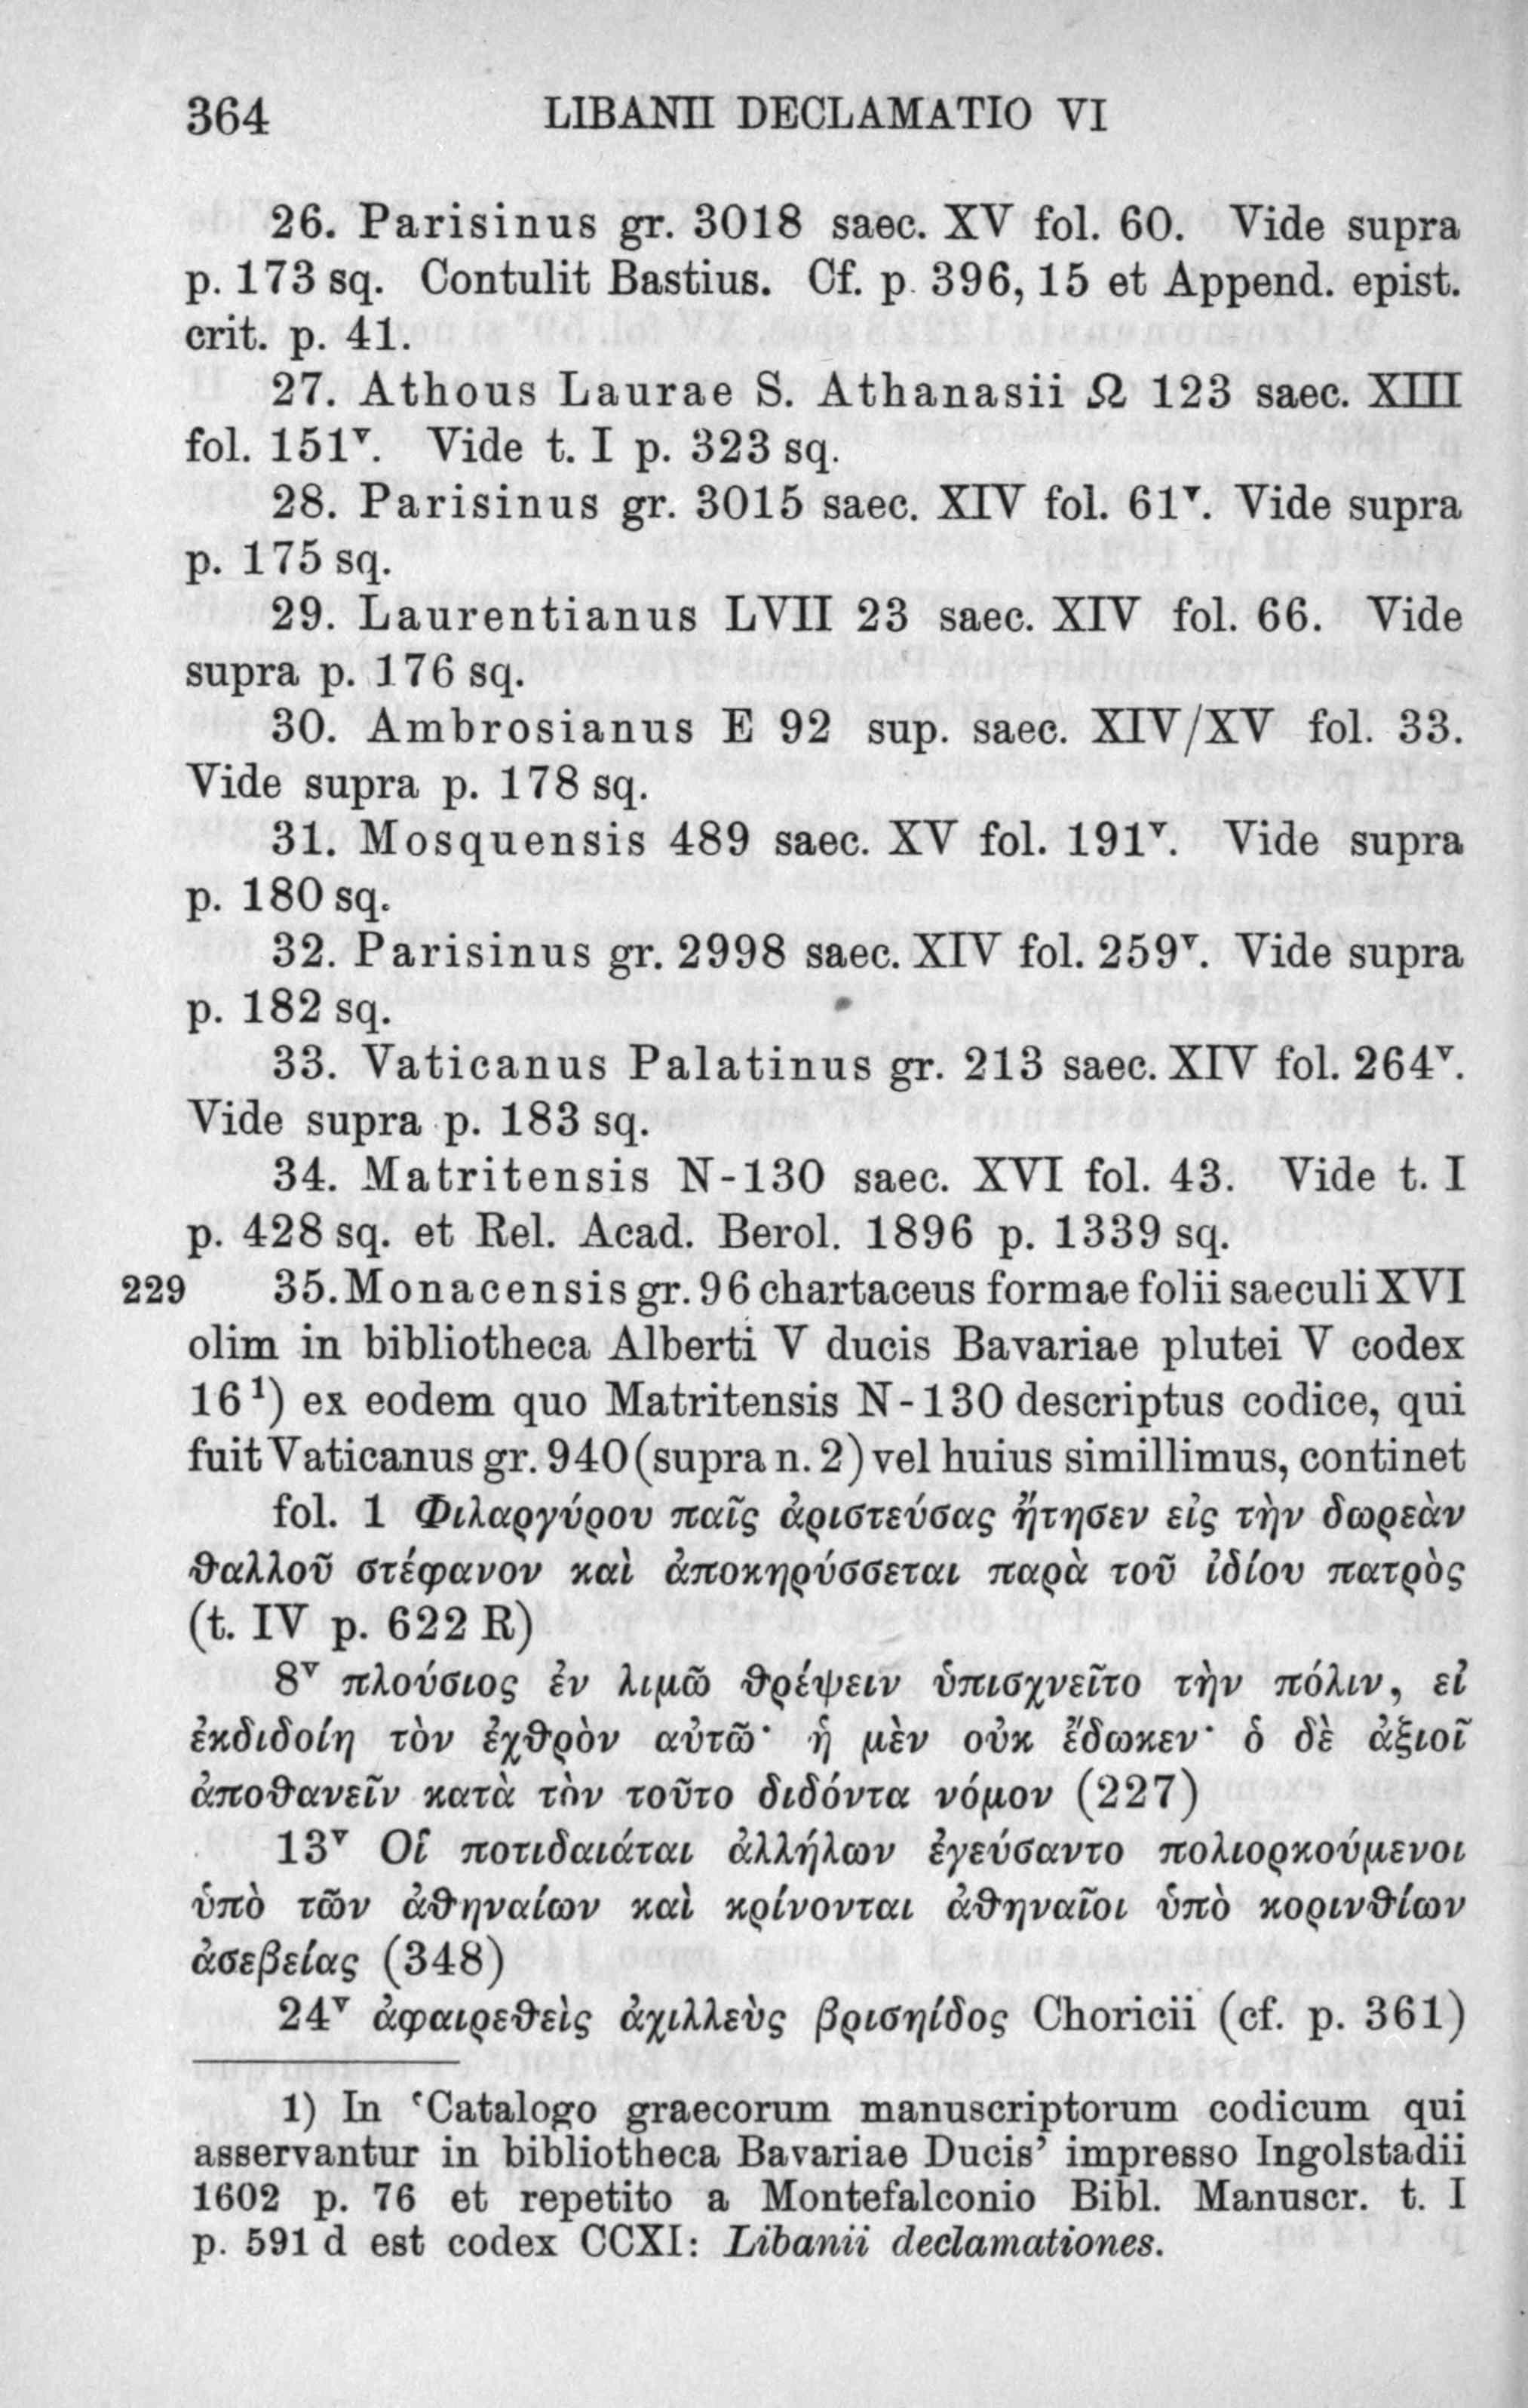 364 LIBANII DECLAMATIO VI
26. Parisinus gr. 3018 saec. XV fol. 60. Vide supra
p. 173 sq. Contulit Bastius. Cf. p. 396, 15 et Append. epist.
crit. p. 41.
27. Athous Laurae S. Athanasii Ω 123 saec. XIII
fol. 151ᵛ. Vide t. I p. 323 sq.
28. Parisinus gr. 3015 saec. XIV fol. 61ᵛ. Vide supra
p. 175 sq.
29. Laurentianus LVII 23 saec. XIV fol. 66. Vide
supra p. 176 sq.
30. Ambrosianus E 92 sup. saec. XIV/XV fol. 33.
Vide supra p. 178 sq.
31. Mosquensis 489 saec. XV fol. 191ᵛ. Vide supra
p. 180 sq.
32. Parisinus gr. 2998 saec. XIV fol. 259ᵛ. Vide supra
p. 182 sq.
33. Vaticanus Palatinus gr. 213 saec. XIV fol. 264ᵛ.
Vide supra p. 183 sq.
34. Matritensis N-130 saec. XVI fol. 43. Vide t. I
p. 428 sq. et Rel. Acad. Berol. 1896 p. 1339 sq.
229 35. Monacensis gr. 96 chartaceus formae folii saeculi XVI
olim in bibliotheca Alberti V ducis Bavariae plutei V codex
16¹) ex eodem quo Matritensis N-130 descriptus codice, qui
fuit Vaticanus gr. 940 (supra n. 2) vel huius simillimus, continet
fol. 1 Φιλαργύρου παῖς ἀριστεύσας ᾔτησεν εἰς τὴν δωρεὰν
θαλλοῦ στέφανον καὶ ἀποκηρύσσεται παρὰ τοῦ ἰδίου πατρὸς
(t. IV p. 622 R)
8ᵛ πλούσιος ἐν λιμῶ θρέψειν ὑπισχνεῖτο τὴν πόλιν, εἰ
ἐκδιδοίη τὸν ἐχθρὸν αὐτῶ· ἡ μὲν οὐκ ἔδωκεν· ὁ δὲ ἀξιοῖ
ἀποθανεῖν κατὰ τὸν τοῦτο διδόντα νόμον (227)
13ᵛ Οἱ ποτιδαιάται ἀλλήλων ἐγεύσαντο πολιορκούμενοι
ὑπὸ τῶν ἀθηναίων καὶ κρίνονται ἀθηναῖοι ὑπὸ κορινθίων
ἀσεβείας (348)
24ᵛ ἀφαιρεθεὶς ἀχιλλεὺς βρισηίδος Choricii (cf. p. 361)
1) In ‘Catalogo graecorum manuscriptorum codicum qui
asservantur in bibliotheca Bavariae Ducis’ impresso Ingolstadii
1602 p. 76 et repetito a Montefalconio Bibl. Manuscr. t. I
p. 591 d est codex CCXI: Libanii declamationes.